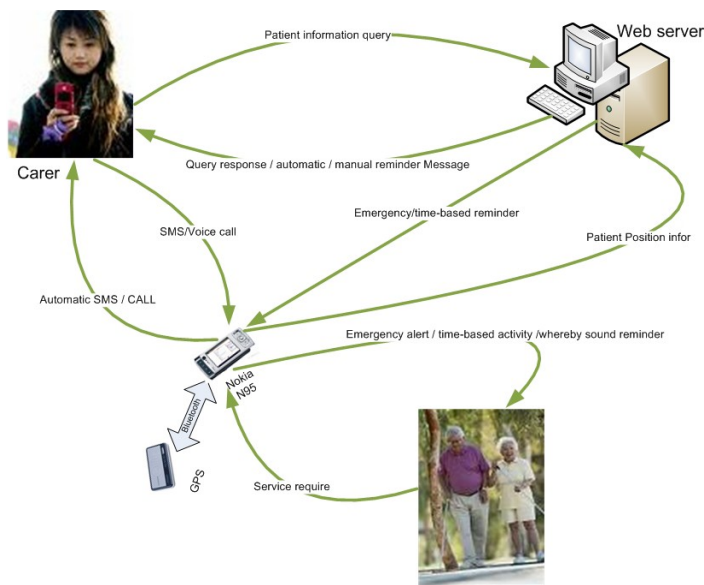 Web server
Patient information query
Query response / automatic / manual reminder Message
Carer
Emergency/time-based reminder
SMS/Voice call
Patient Position infor
Automatic SMS / CALL
Emergency alert / time-based activity /whereby sound reminder
Nokia
N95
Bluetooth
GPS
Service require